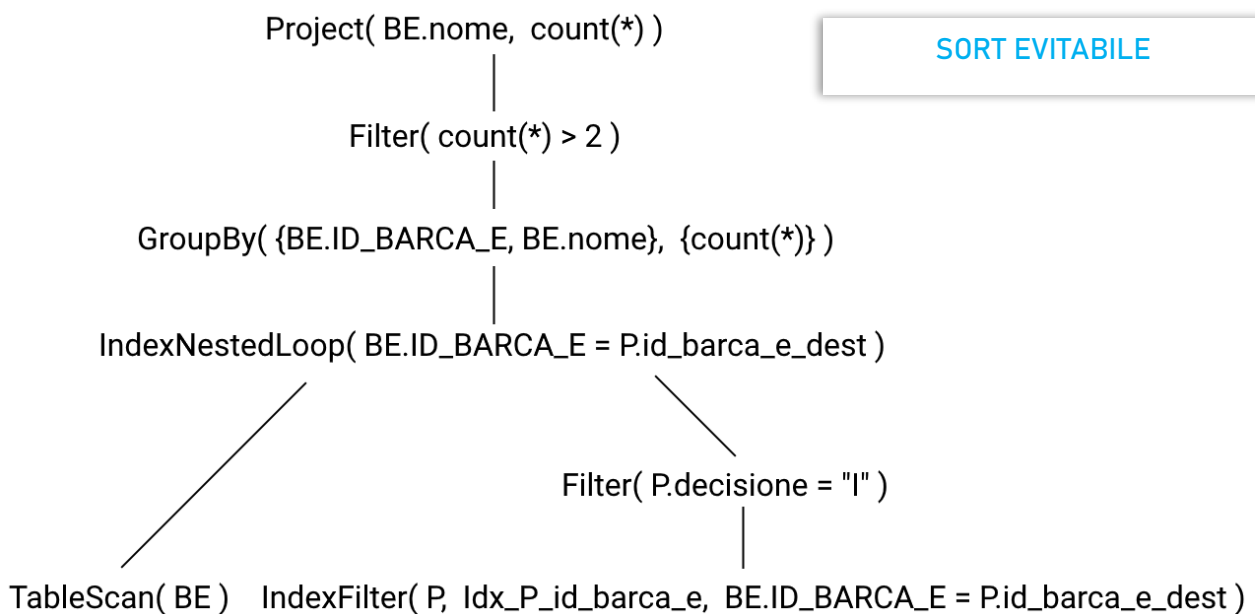 Project( BE.nome, count(*) )
SORT EVITABILE
Filter( count(*) > 2 )
GroupBy( {BE.ID_BARCA_E, BE.nome}, {count(*)} )
IndexNestedLoop( BE.ID_BARCA_E = P.id_barca_e_dest )
Filter( P.decisione = "I" )
TableScan( BE ) IndexFilter( P, Idx_P_id_barca_e, BE.ID_BARCA_E = P.id_barca_e_dest )